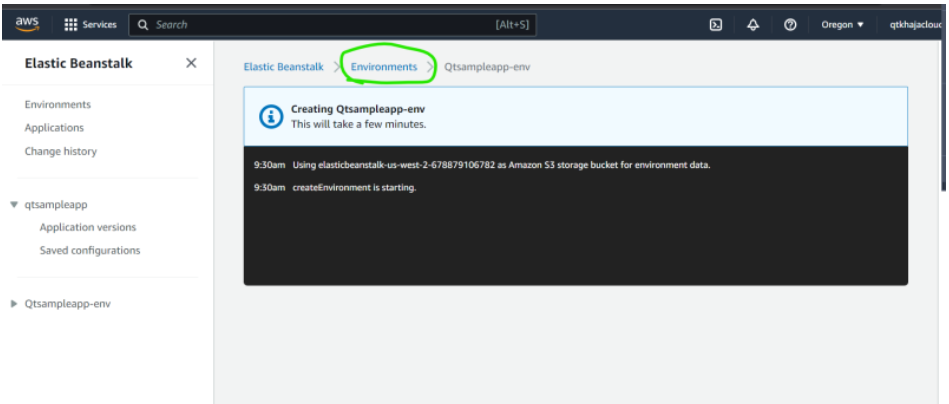 aws Services Search [Alt+S] Oregon ▼
Elastic Beanstalk ×
Environments
Applications
Change history
▼ qtsampleapp
Application versions
Saved configurations
▶ Qtsampleapp-env
Elastic Beanstalk > Environments > Qtsampleapp-env
Creating Qtsampleapp-env
This will take a few minutes.
9:30am Using elasticbeanstalk-us-west-2-678879106782 as Amazon S3 storage bucket for environment data.
9:30am createEnvironment is starting.